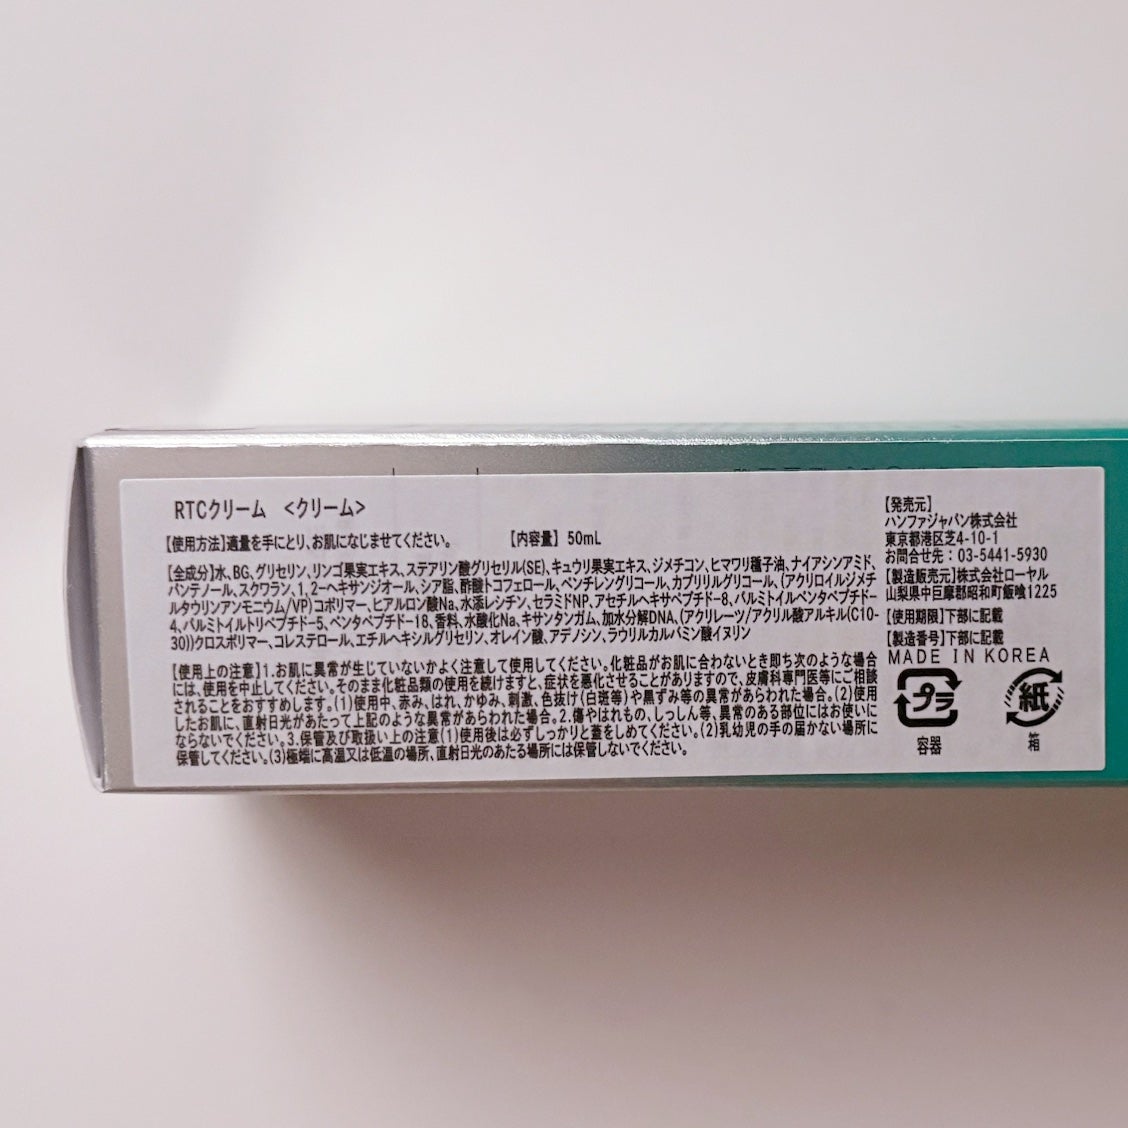 RTCクリーム <クリーム>
【使用方法】適量を手にとり、お肌になじませてください。 【内容量】 50mL
【全成分】水、BG、グリセリン、リンゴ果実エキス、ステアリン酸グリセリル(SE)、キュウリ果実エキス、ジメチコン、ヒマワリ種子油、ナイアシンアミド、
パンテノール、スクワラン、1,2-ヘキサンジオール、シア脂、酢酸トコフェロール、ペンチレングリコール、カプリリルグリコール、(アクリロイルジメチ
ルタウリンアンモニウム/VP)コポリマー、ヒアルロン酸Na、水添レシチン、セラミドNP、アセチルヘキサペプチド-8、パルミトイルペンタペプチド-
4、パルミトイルトリペプチド-5、ペンタペプチド-18、香料、水酸化Na、キサンタンガム、加水分解DNA、(アクリレーツ/アクリル酸アルキル(C10-
30))クロスポリマー、コレステロール、エチルヘキシルグリセリン、オレイン酸、アデノシン、ラウリルカルバミン酸イヌリン
【使用上の注意】1.お肌に異常が生じていないかよく注意して使用してください。化粧品がお肌に合わないとき即ち次のような場合
には、使用を中止してください。そのまま化粧品類の使用を続けますと、症状を悪化させることがありますので、皮膚科専門医等にご相談
されることをおすすめします。(1)使用中、赤み、はれ、かゆみ、刺激、色抜け(白斑等)や黒ずみ等の異常があらわれた場合。(2)使用
したお肌に、直射日光があたって上記のような異常があらわれた場合。2.傷やはれもの、しっしん等、異常のある部位にはお使いに
ならないでください。3.保管及び取扱い上の注意(1)使用後は必ずしっかりと蓋をしめてください。(2)乳幼児の手の届かない場所に
保管してください。(3)極端に高温又は低温の場所、直射日光のあたる場所には保管しないでください。
【発売元】
ハンファジャパン株式会社
東京都港区芝4-10-1
お問合せ先:03-5441-5930
【製造販売元】株式会社ローヤル
山梨県中巨摩郡昭和町飯喰1225
【使用期限】下部に記載
【製造番号】下部に記載
MADE IN KOREA
プラ
容器
紙
箱